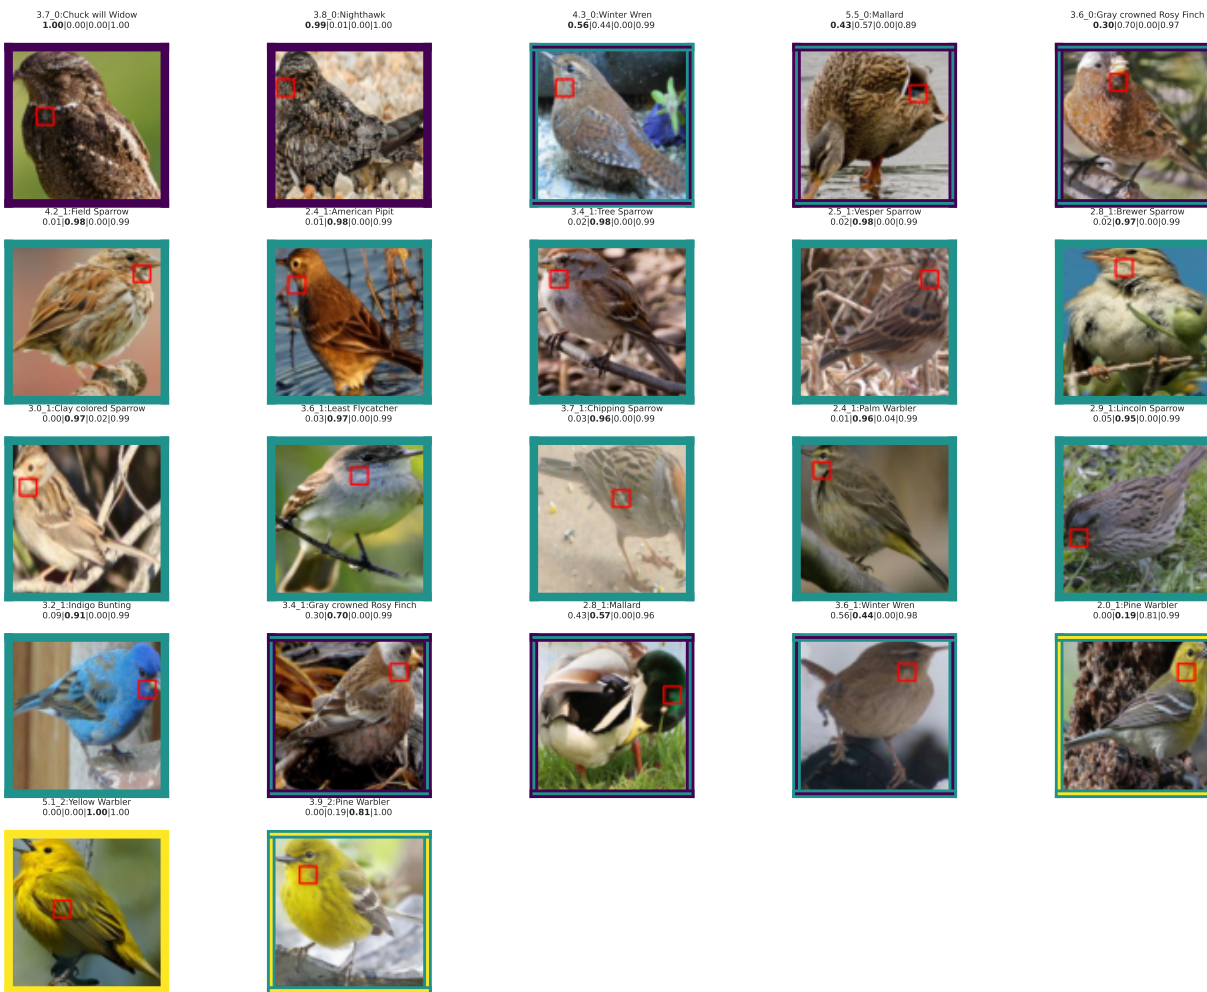 3.7_0:Chuck will Widow
1.00|0.00|0.00|1.00
3.8_0:Nighthawk
0.99|0.01|0.00|1.00
4.3_0:Winter Wren
0.56|0.44|0.00|0.99
5.5_0:Mallard
0.43|0.57|0.00|0.89
3.6_0:Gray crowned Rosy Finch
0.30|0.70|0.00|0.97
4.2_1:Field Sparrow
0.01|0.98|0.00|0.99
2.4_1:American Pipit
0.01|0.98|0.00|0.99
3.4_1:Tree Sparrow
0.02|0.98|0.00|0.99
2.5_1:Vesper Sparrow
0.02|0.98|0.00|0.99
2.8_1:Brewer Sparrow
0.02|0.97|0.00|0.99
3.0_1:Clay colored Sparrow
0.00|0.97|0.02|0.99
3.6_1:Least Flycatcher
0.03|0.97|0.00|0.99
3.7_1:Chipping Sparrow
0.03|0.96|0.00|0.99
2.4_1:Palm Warbler
0.01|0.96|0.04|0.99
2.9_1:Lincoln Sparrow
0.05|0.95|0.00|0.99
3.2_1:Indigo Bunting
0.09|0.91|0.00|0.99
3.4_1:Gray crowned Rosy Finch
0.30|0.70|0.00|0.99
2.8_1:Mallard
0.43|0.57|0.00|0.96
3.6_1:Winter Wren
0.56|0.44|0.00|0.98
2.0_1:Pine Warbler
0.00|0.19|0.81|0.99
5.1_2:Yellow Warbler
0.00|0.00|1.00|1.00
3.9_2:Pine Warbler
0.00|0.19|0.81|1.00